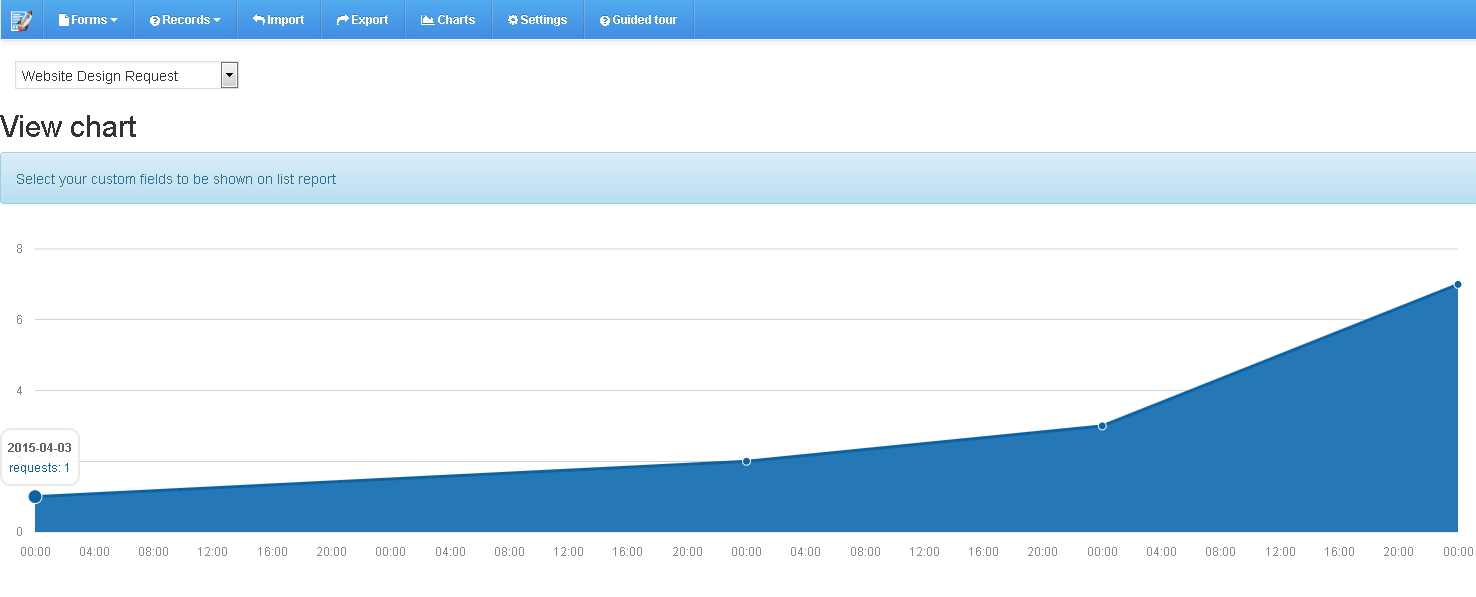 Forms Records Import Export Charts Settings Guided tour
Website Design Request
View chart
Select your custom fields to be shown on list report
8
6
4
2015-04-03
requests: 1
0
00:00 04:00 08:00 12:00 16:00 20:00 00:00 04:00 08:00 12:00 16:00 20:00 00:00 04:00 08:00 12:00 16:00 20:00 00:00 04:00 08:00 12:00 16:00 20:00 00:00